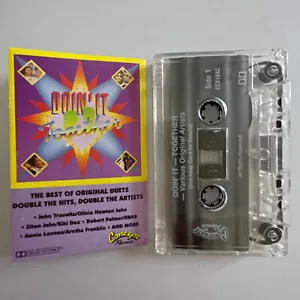 DOIN' IT
Together
THE BEST OF ORIGINAL DUETS
DOUBLE THE HITS, DOUBLE THE ARTISTS
• John Travolta/Olivia Newton John
Elton John/Kiki Dee • Robert Palmer/UB40
Annie Lennox/Aretha Franklin • AND MORE
DOLBY
Concept
Side 1
DOIN' IT — TOGETHER
— Various Original Artists